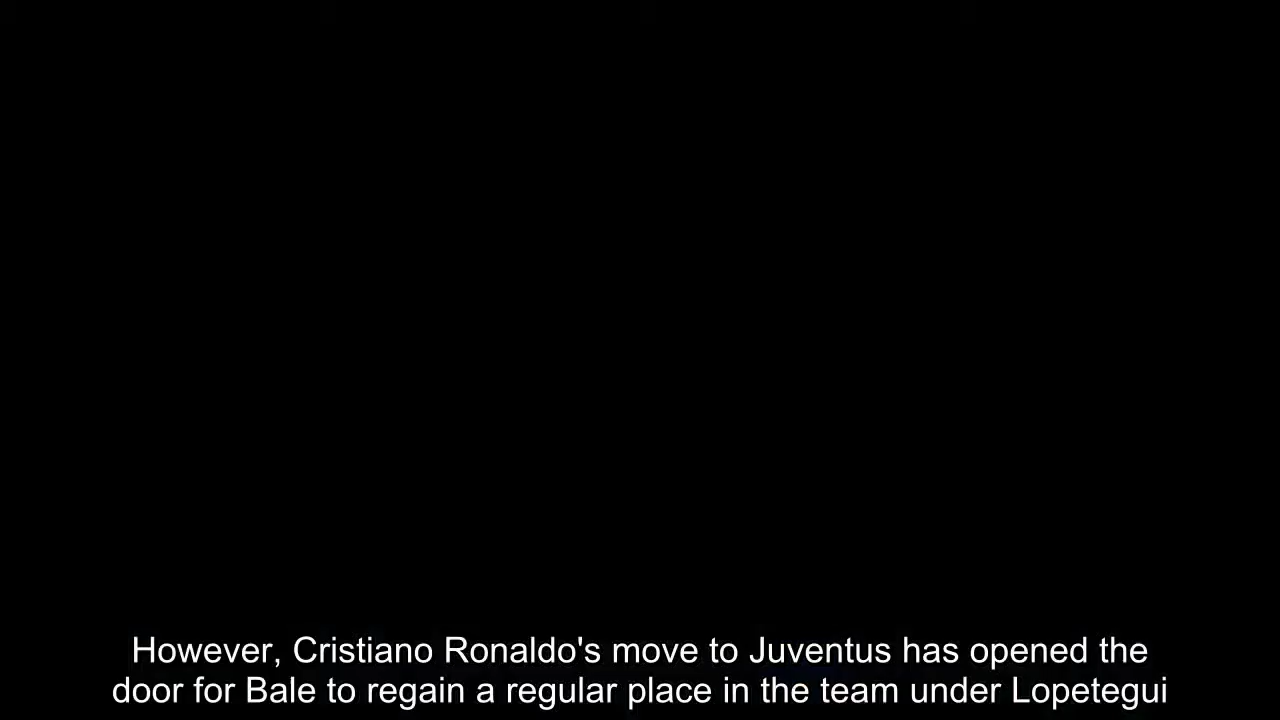 However, Cristiano Ronaldo's move to Juventus has opened the
door for Bale to regain a regular place in the team under Lopetegui